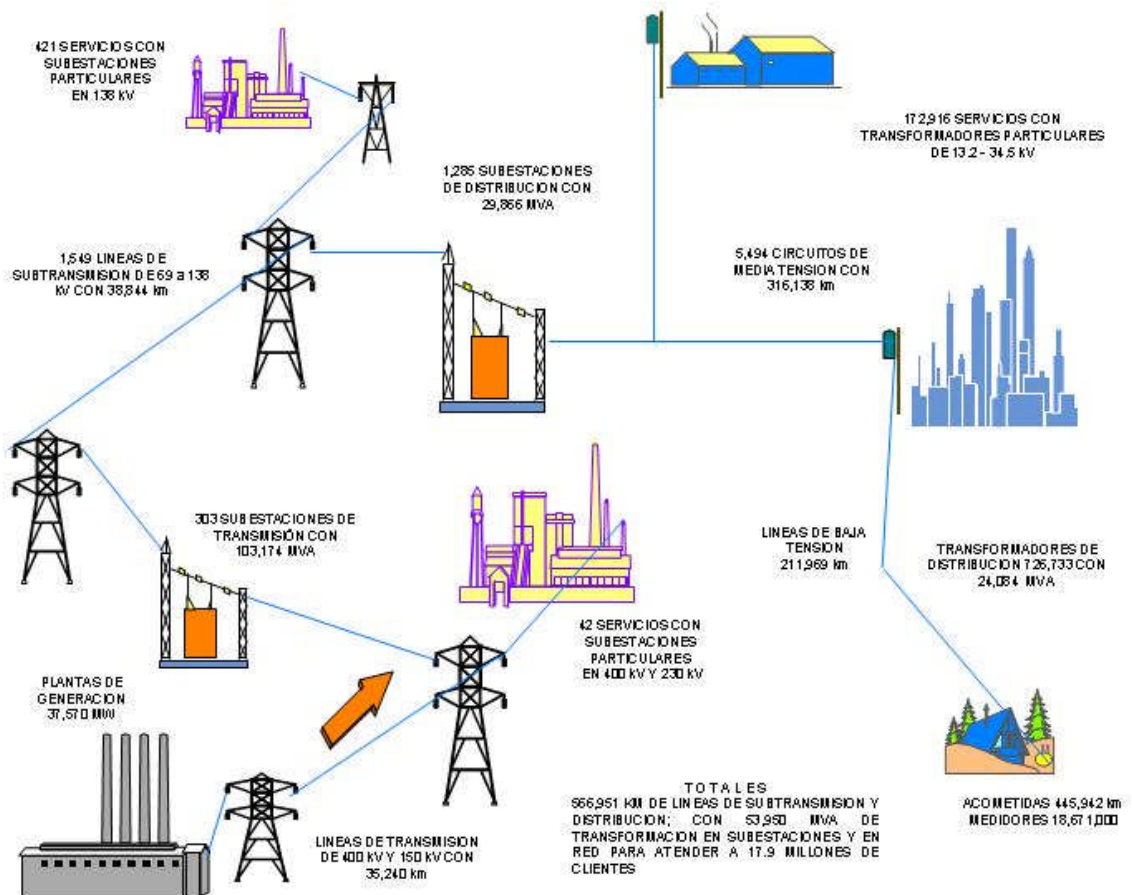 421 SERVICIOS CON
SUBESTACIONES
PARTICULARES
EN 138 kV
172,916 SERVICIOS CON
TRANSFORMADORES PARTICULARES
DE 13.2 - 34.5 kV
1,285 SUBESTACIONES
DE DISTRIBUCION CON
29,866 MVA
1,549 LINEAS DE
SUBTRANSMISION DE 69 a 138
kV CON 38,844 km
5,494 CIRCUITOS DE
MEDIA TENSION CON
316,138 km
303 SUBESTACIONES DE
TRANSMISIÓN CON
103,174 MVA
LINEAS DE BAJA
TENSION
211,969 km
TRANSFORMADORES DE
DISTRIBUCION 726,733 CON
24,084 MVA
42 SERVICIOS CON
SUBESTACIONES
PARTICULARES
EN 400 kV Y 230 kV
PLANTAS DE
GENERACION
37,570 MW
LINEAS DE TRANSMISION
DE 400 kV Y 150 kV CON
35,240 km
T O T A L E S
566,951 KM DE LINEAS DE SUBTRANSMISION Y
DISTRIBUCION; CON 53,950 MVA DE
TRANSFORMACION EN SUBESTACIONES Y EN
RED PARA ATENDER A 17.9 MILLONES DE
CLIENTES
ACOMETIDAS 445,942 km
MEDIDORES 18,671,000